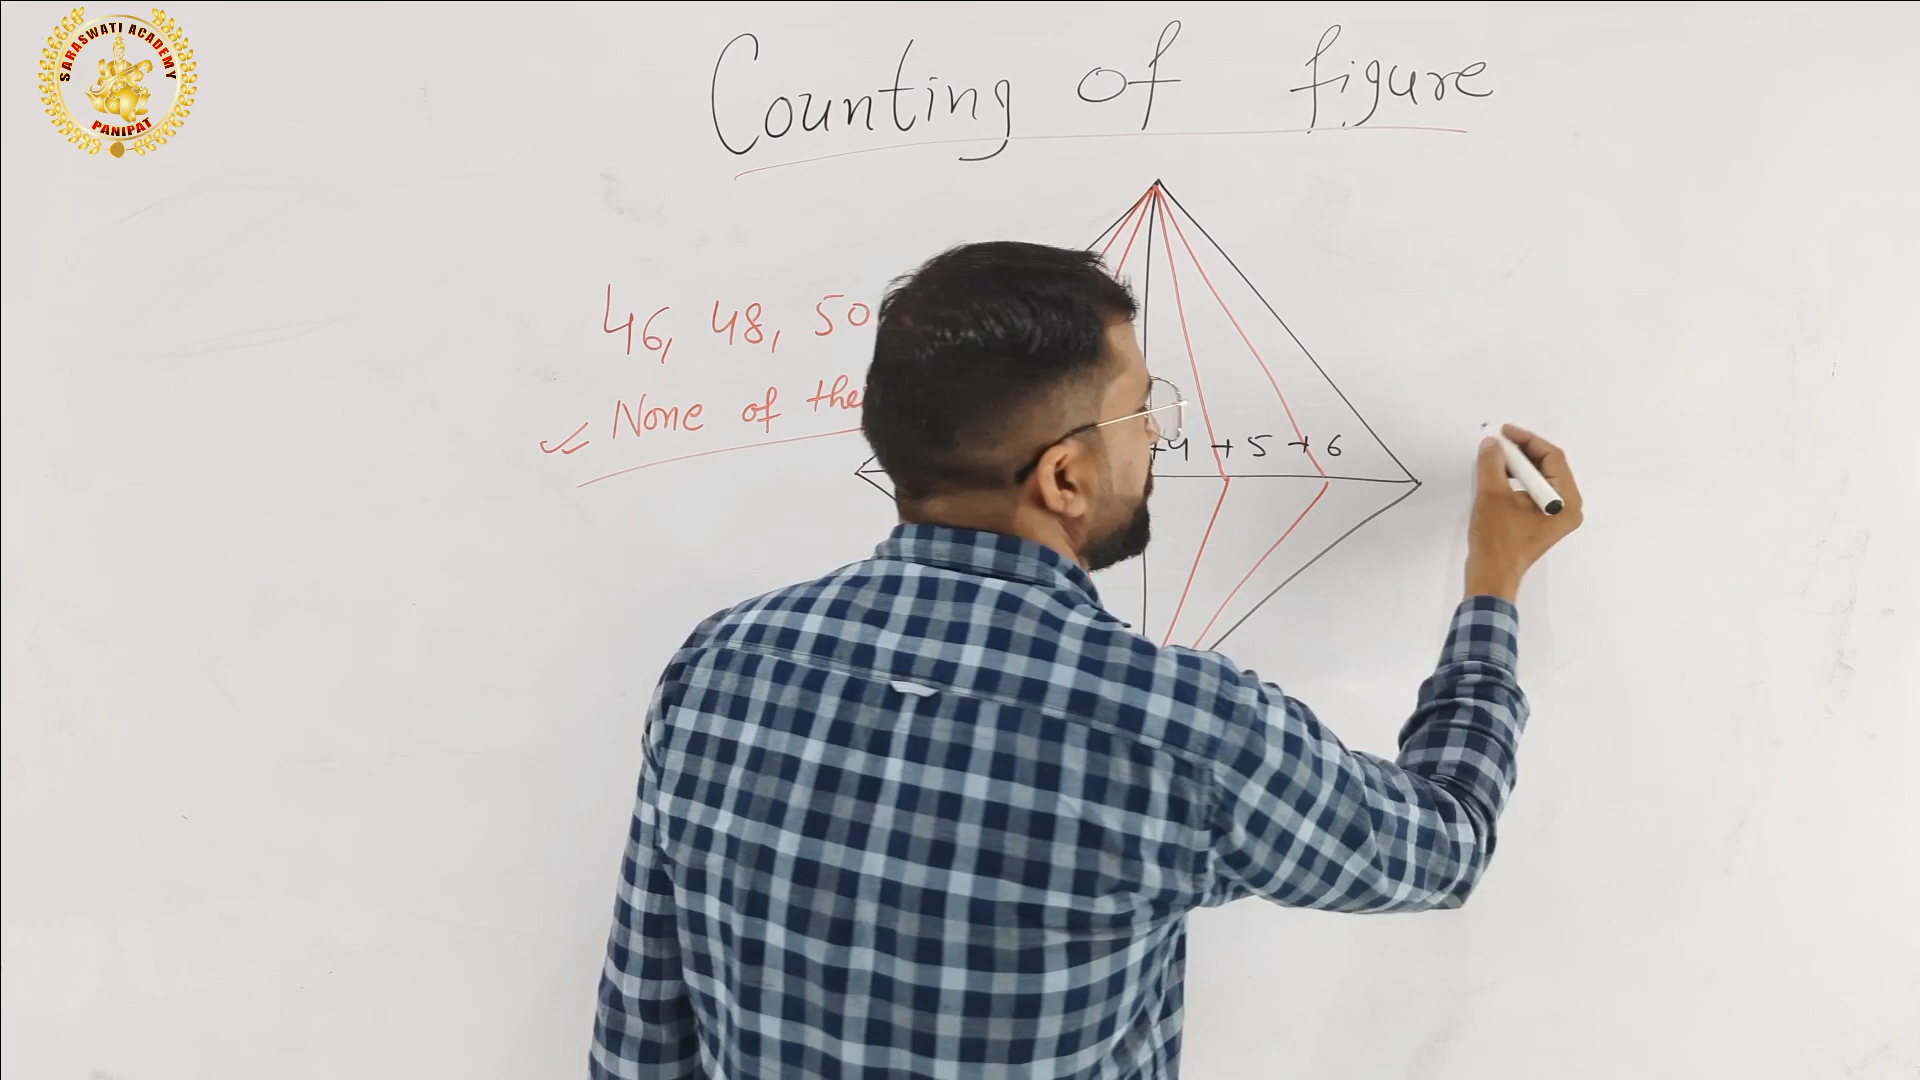 SARASWATI ACADEMY
PANIPAT
Counting of figure
46, 48, 50
None of the
+4 + 5 + 6